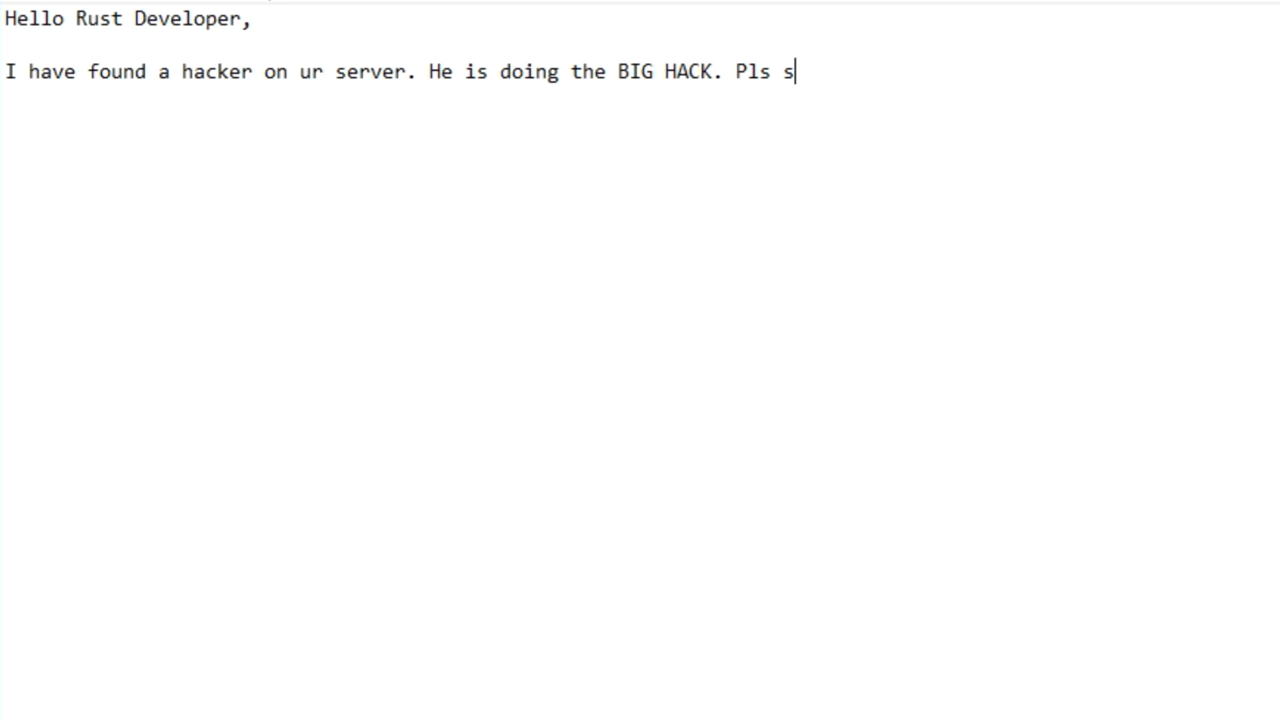 Hello Rust Developer,
I have found a hacker on ur server. He is doing the BIG HACK. Pls s